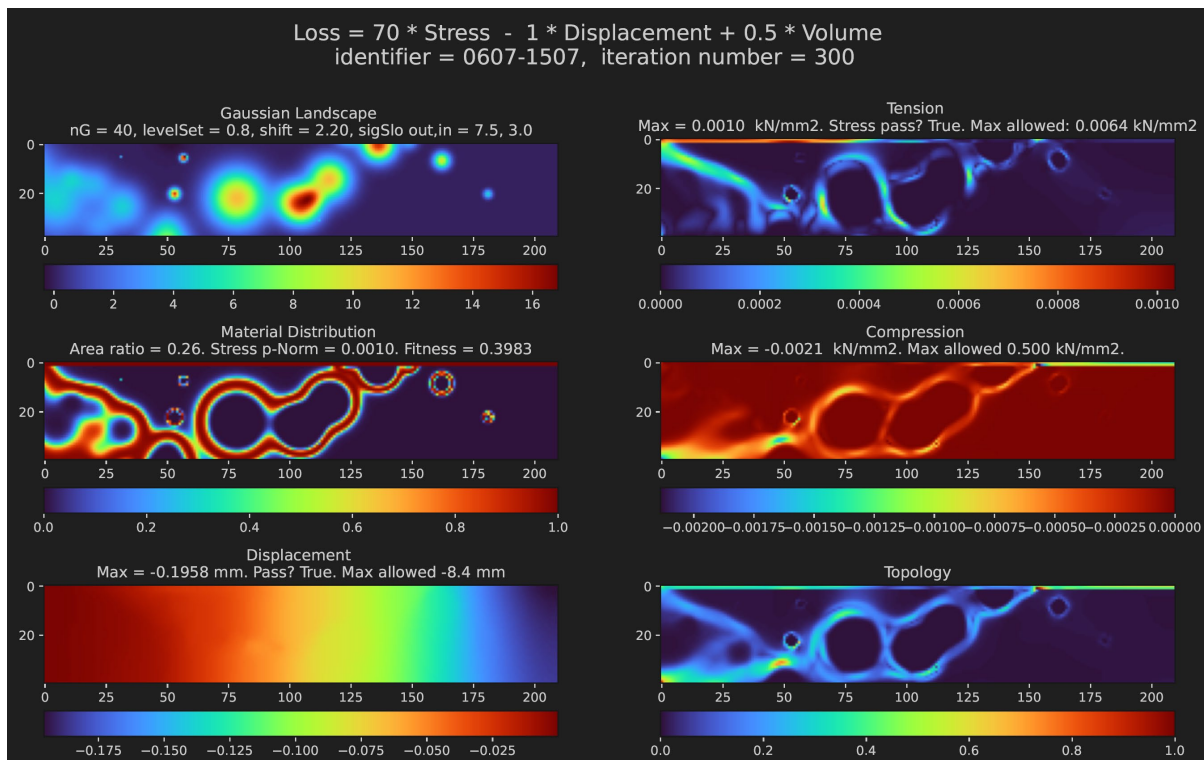 Loss = 70 * Stress  -  1 * Displacement + 0.5 * Volume
identifier = 0607-1507,  iteration number = 300
Gaussian Landscape
nG = 40, levelSet = 0.8, shift = 2.20, sigSlo out,in = 7.5, 3.0
0
20
0 25 50 75 100 125 150 175 200
0 2 4 6 8 10 12 14 16
Tension
Max = 0.0010  kN/mm2. Stress pass? True. Max allowed: 0.0064 kN/mm2
0
20
0 25 50 75 100 125 150 175 200
0.0000 0.0002 0.0004 0.0006 0.0008 0.0010
Material Distribution
Area ratio = 0.26. Stress p-Norm = 0.0010. Fitness = 0.3983
0
20
0 25 50 75 100 125 150 175 200
0.0 0.2 0.4 0.6 0.8 1.0
Compression
Max = -0.0021  kN/mm2. Max allowed 0.500 kN/mm2.
0
20
0 25 50 75 100 125 150 175 200
−0.00200 −0.00175 −0.00150 −0.00125 −0.00100 −0.00075 −0.00050 −0.00025 0.00000
Displacement
Max = -0.1958 mm. Pass? True. Max allowed -8.4 mm
0
20
0 25 50 75 100 125 150 175 200
−0.175 −0.150 −0.125 −0.100 −0.075 −0.050 −0.025
Topology
0
20
0 25 50 75 100 125 150 175 200
0.0 0.2 0.4 0.6 0.8 1.0